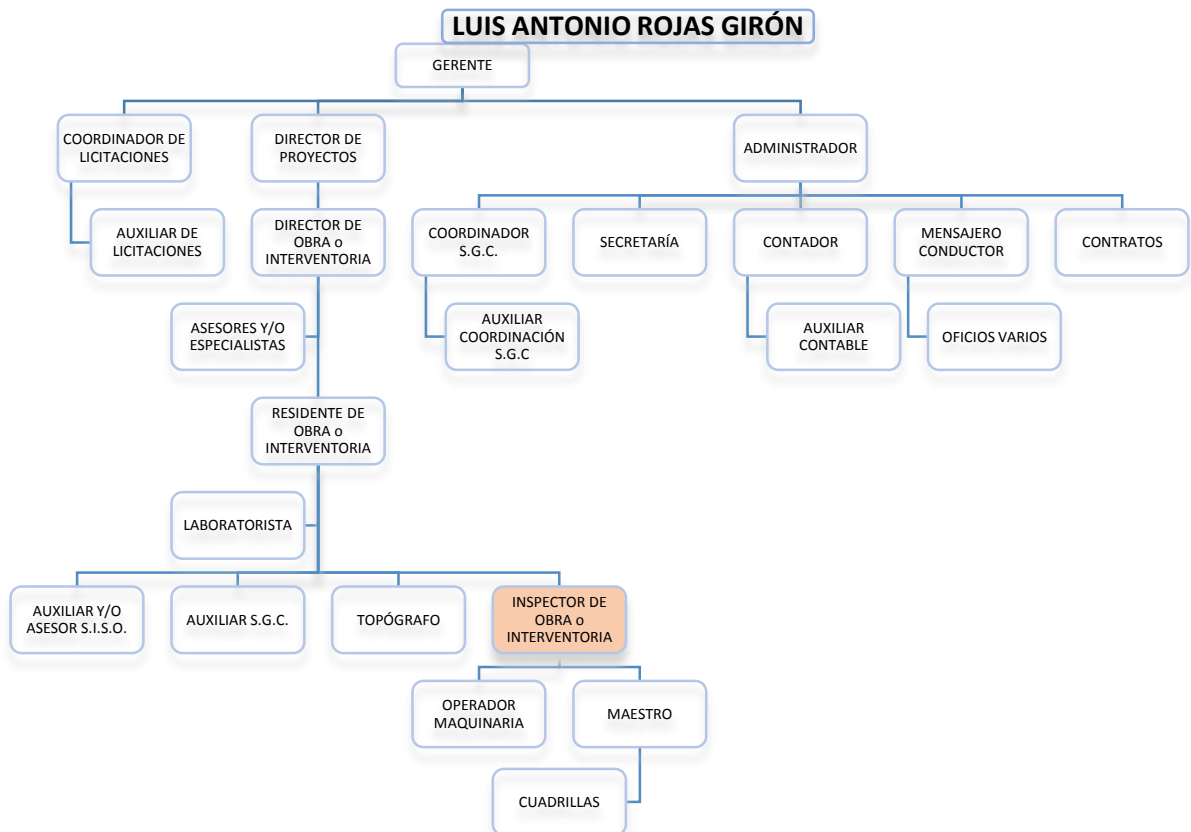 LUIS ANTONIO ROJAS GIRÓN
GERENTE
COORDINADOR DE
LICITACIONES
DIRECTOR DE
PROYECTOS
ADMINISTRADOR
AUXILIAR DE
LICITACIONES
DIRECTOR DE
OBRA o
INTERVENTORIA
COORDINADOR
S.G.C.
SECRETARÍA
CONTADOR
MENSAJERO
CONDUCTOR
CONTRATOS
ASESORES Y/O
ESPECIALISTAS
AUXILIAR
COORDINACIÓN
S.G.C
AUXILIAR
CONTABLE
OFICIOS VARIOS
RESIDENTE DE
OBRA o
INTERVENTORIA
LABORATORISTA
AUXILIAR Y/O
ASESOR S.I.S.O.
AUXILIAR S.G.C.
TOPÓGRAFO
INSPECTOR DE
OBRA o
INTERVENTORIA
OPERADOR
MAQUINARIA
MAESTRO
CUADRILLAS